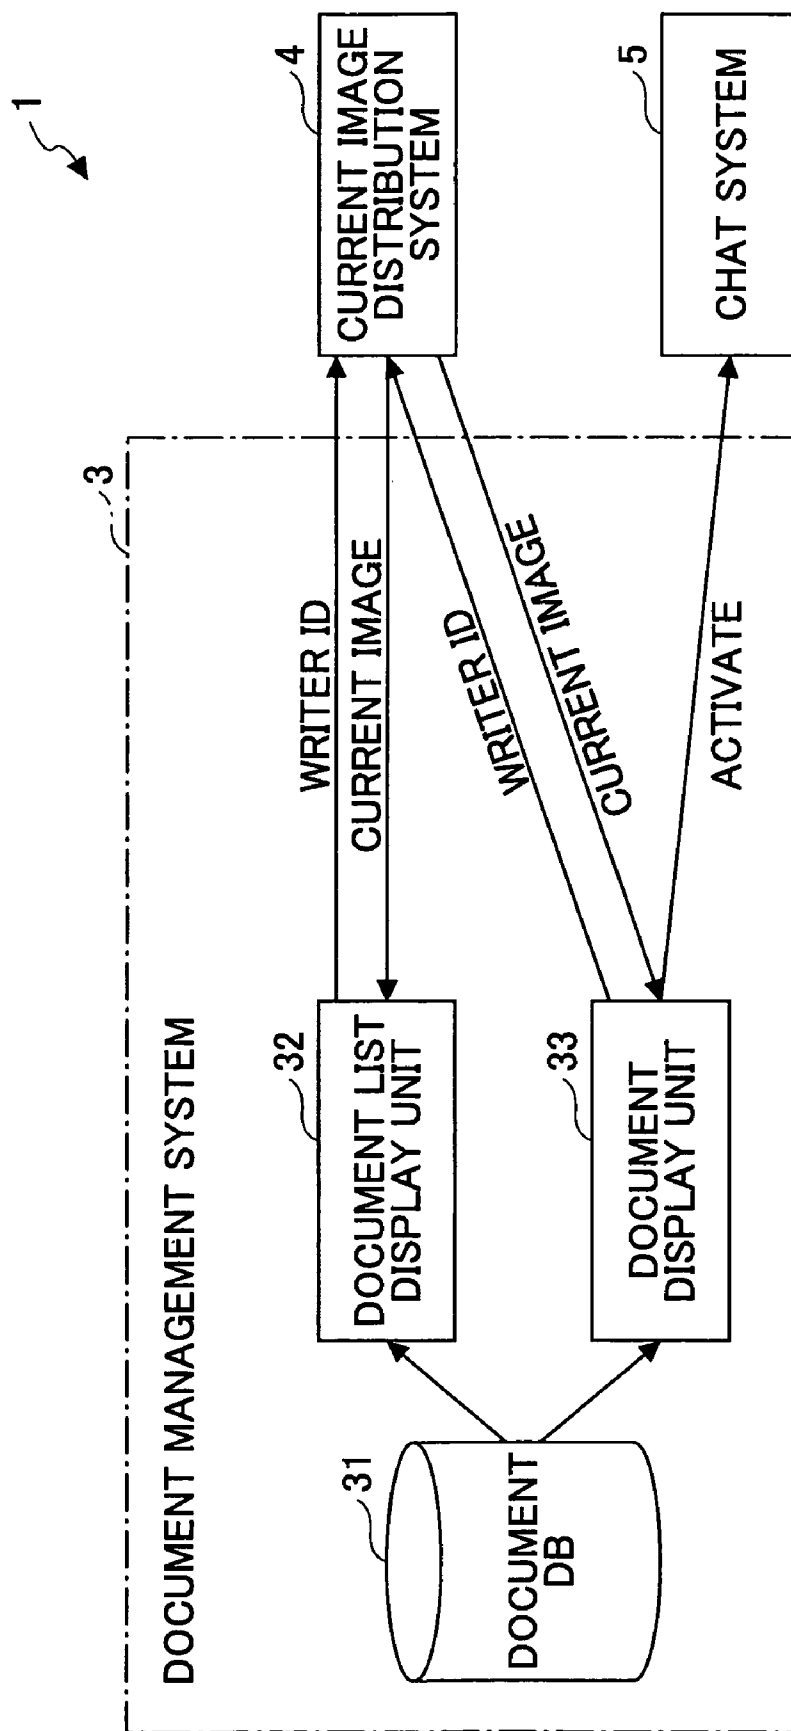 1
3
DOCUMENT MANAGEMENT SYSTEM
31
DOCUMENT
DB
32
DOCUMENT LIST
DISPLAY UNIT
33
DOCUMENT
DISPLAY UNIT
WRITER ID
CURRENT IMAGE
WRITER ID
CURRENT IMAGE
ACTIVATE
4
CURRENT IMAGE
DISTRIBUTION
SYSTEM
5
CHAT SYSTEM